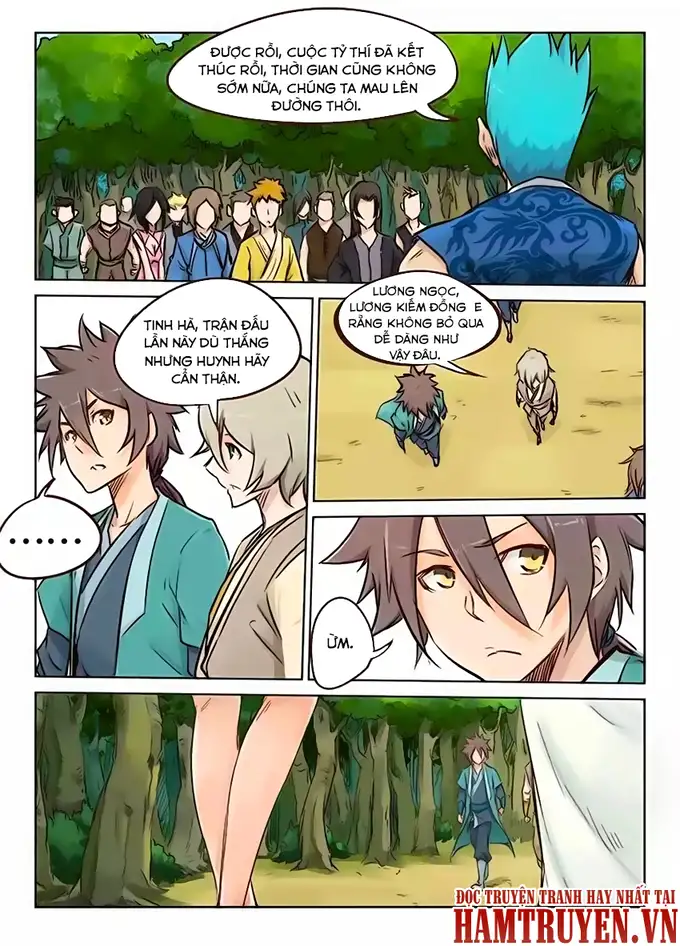 ĐƯỢC RỒI, CUỘC TỶ THÍ ĐÃ KẾT
THÚC RỒI, THỜI GIAN CŨNG KHÔNG
SỚM NỮA, CHÚNG TA MAU LÊN
ĐƯỜNG THÔI.
TINH HÃ, TRẬN ĐẤU
LẦN NÀY DÙ THẮNG
NHƯNG HUYNH HÃY
CẨN THẬN.
LƯƠNG NGỌC,
LƯƠNG KIẾM ĐỒNG E
RẰNG KHÔNG BỎ QUA
DỄ DÀNG NHƯ
VẬY ĐÂU.
......
ỪM.
ĐỌC TRUYỆN TRANH HAY NHẤT TẠI
HAMTRUYEN.VN